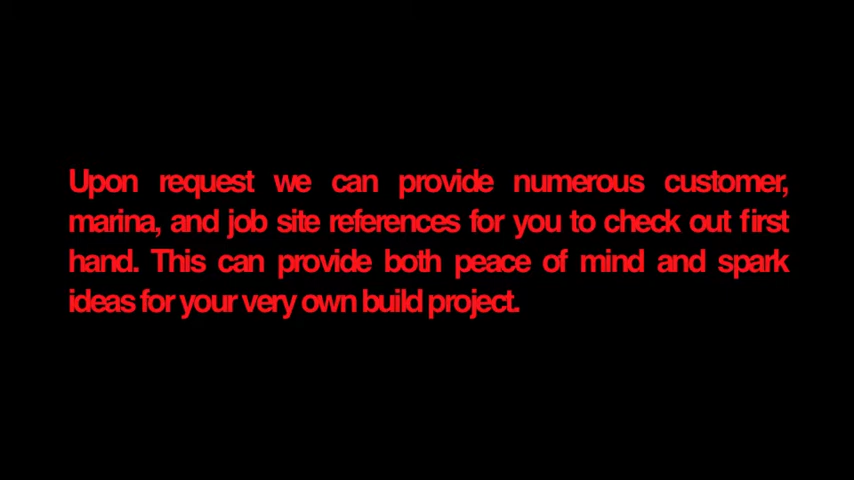 Upon request we can provide numerous customer,
marina, and job site references for you to check out first
hand. This can provide both peace of mind and spark
ideas for your very own build project.